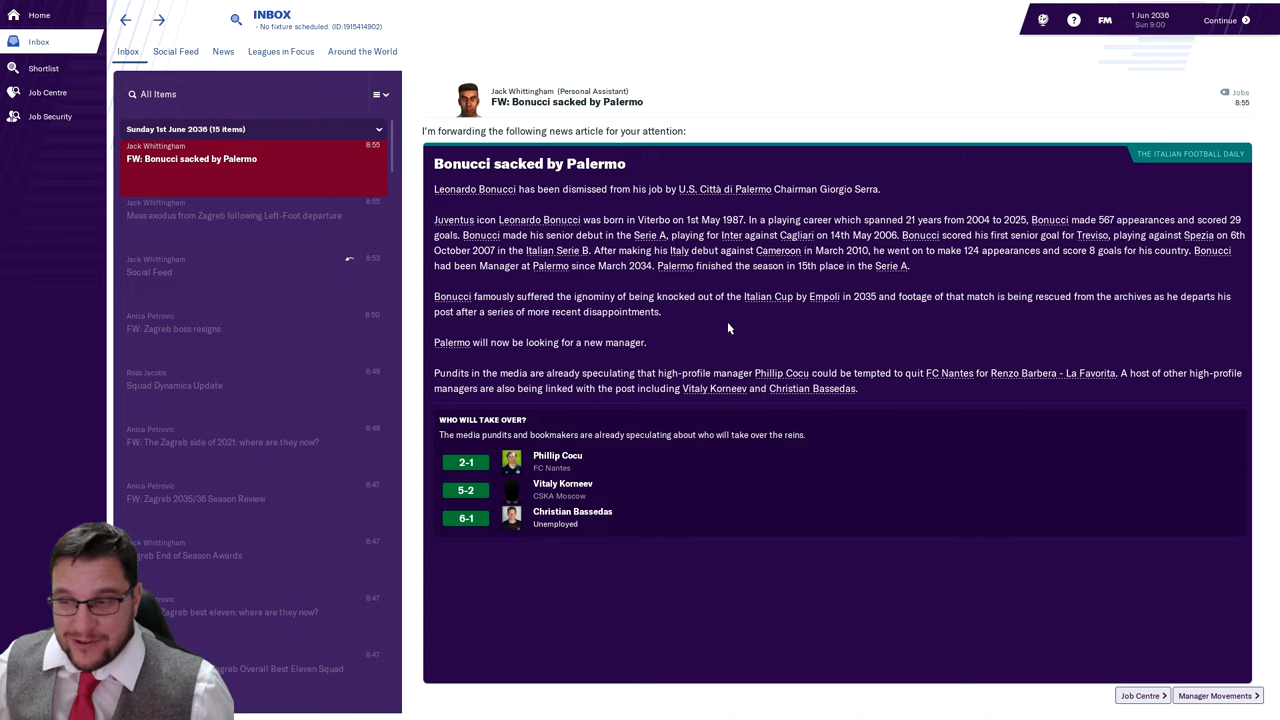 Home
Inbox
Shortlist
Job Centre
Job Security
INBOX
- No fixture scheduled. (ID:1915414902)
FM
1 Jun 2036
Sun 9:00
Continue
Inbox
Social Feed
News
Leagues in Focus
Around the World
All Items
Sunday 1st June 2036 (15 items)
Jack Whittingham
8:55
FW: Bonucci sacked by Palermo
Jack Whittingham
8:55
Mass exodus from Zagreb following Left-Foot departure
Jack Whittingham
8:53
Social Feed
Anica Petrovic
8:50
FW: Zagreb boss resigns
Ross Jacobs
8:49
Squad Dynamics Update
Anica Petrovic
8:48
FW: The Zagreb side of 2021: where are they now?
Anica Petrovic
8:47
FW: Zagreb 2035/36 Season Review
ck Whittingham
8:47
greb End of Season Awards
trovic
8:47
Zagreb best eleven: where are they now?
8:47
greb Overall Best Eleven Squad
Jack Whittingham (Personal Assistant)
FW: Bonucci sacked by Palermo
Jobs
8:55
I'm forwarding the following news article for your attention:
Bonucci sacked by Palermo
THE ITALIAN FOOTBALL DAILY
Leonardo Bonucci has been dismissed from his job by U.S. Città di Palermo Chairman Giorgio Serra.
Juventus icon Leonardo Bonucci was born in Viterbo on 1st May 1987. In a playing career which spanned 21 years from 2004 to 2025, Bonucci made 567 appearances and scored 29
goals. Bonucci made his senior debut in the Serie A, playing for Inter against Cagliari on 14th May 2006. Bonucci scored his first senior goal for Treviso, playing against Spezia on 6th
October 2007 in the Italian Serie B. After making his Italy debut against Cameroon in March 2010, he went on to make 124 appearances and score 8 goals for his country. Bonucci
had been Manager at Palermo since March 2034. Palermo finished the season in 15th place in the Serie A.
Bonucci famously suffered the ignominy of being knocked out of the Italian Cup by Empoli in 2035 and footage of that match is being rescued from the archives as he departs his
post after a series of more recent disappointments.
Palermo will now be looking for a new manager.
Pundits in the media are already speculating that high-profile manager Phillip Cocu could be tempted to quit FC Nantes for Renzo Barbera - La Favorita. A host of other high-profile
managers are also being linked with the post including Vitaly Korneev and Christian Bassedas.
WHO WILL TAKE OVER?
The media pundits and bookmakers are already speculating about who will take over the reins.
2-1
Phillip Cocu
FC Nantes
5-2
Vitaly Korneev
CSKA Moscow
6-1
Christian Bassedas
Unemployed
Job Centre
Manager Movements